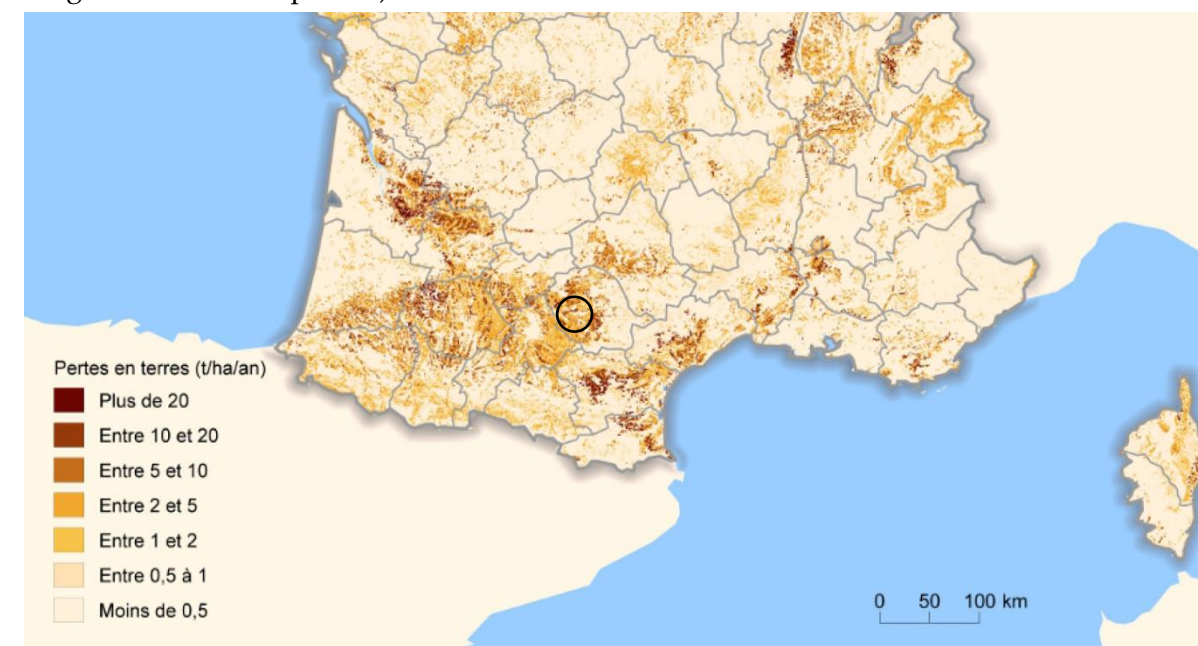 Pertes en terres (t/ha/an)
Plus de 20
Entre 10 et 20
Entre 5 et 10
Entre 2 et 5
Entre 1 et 2
Entre 0,5 à 1
Moins de 0,5
0 50 100 km